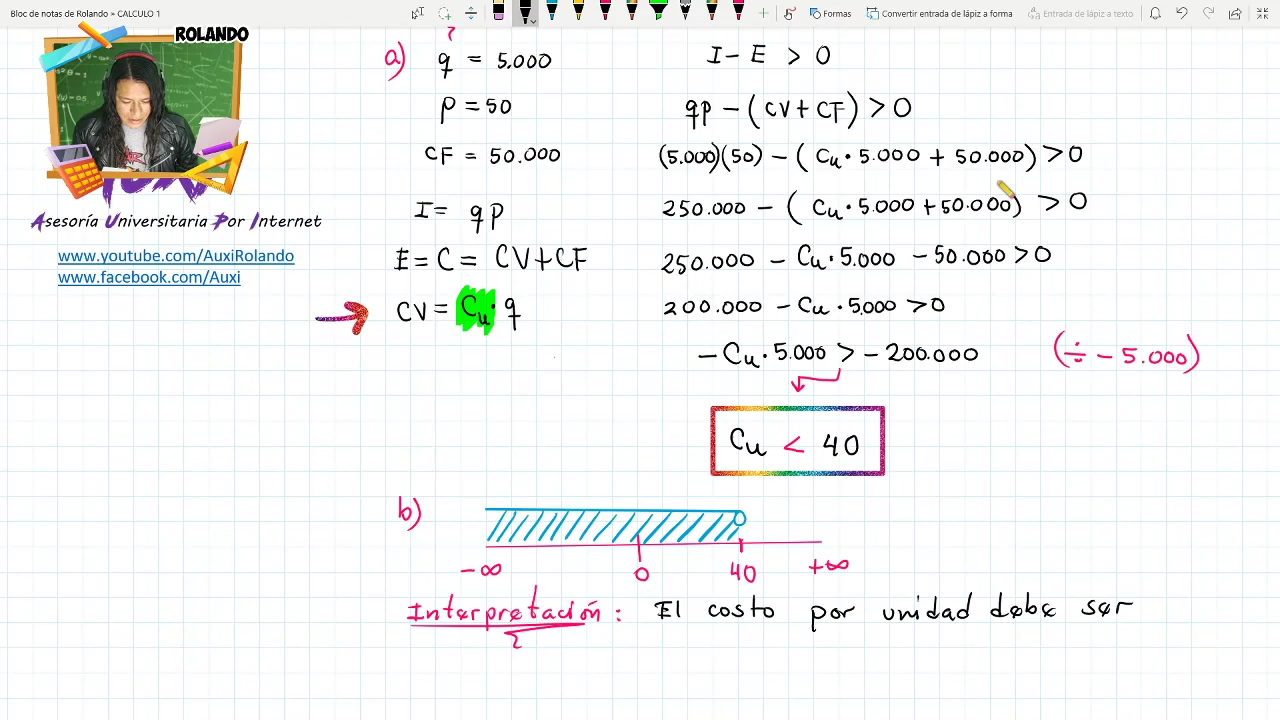 Bloc de notas de Rolando » CALCULO 1
Formas
Convertir entrada de lápiz a forma
Entrada de lápiz a texto
ROLANDO
Asesoría Universitaria Por Internet
www.youtube.com/AuxiRolando
www.facebook.com/Auxi
a)
q = 5.000
p = 50
CF = 50.000
I = qp
E = C = CV+CF
CV = Cu · q
I - E > 0
qp - (CV + CF) > 0
(5.000)(50) - (Cu · 5.000 + 50.000) > 0
250.000 - (Cu · 5.000 + 50.000) > 0
250.000 - Cu · 5.000 - 50.000 > 0
200.000 - Cu · 5.000 > 0
- Cu · 5.000 > - 200.000 (÷ - 5.000)
Cu < 40
b)
-∞ 0 40 +∞
Interpretación: El costo por unidad debe ser